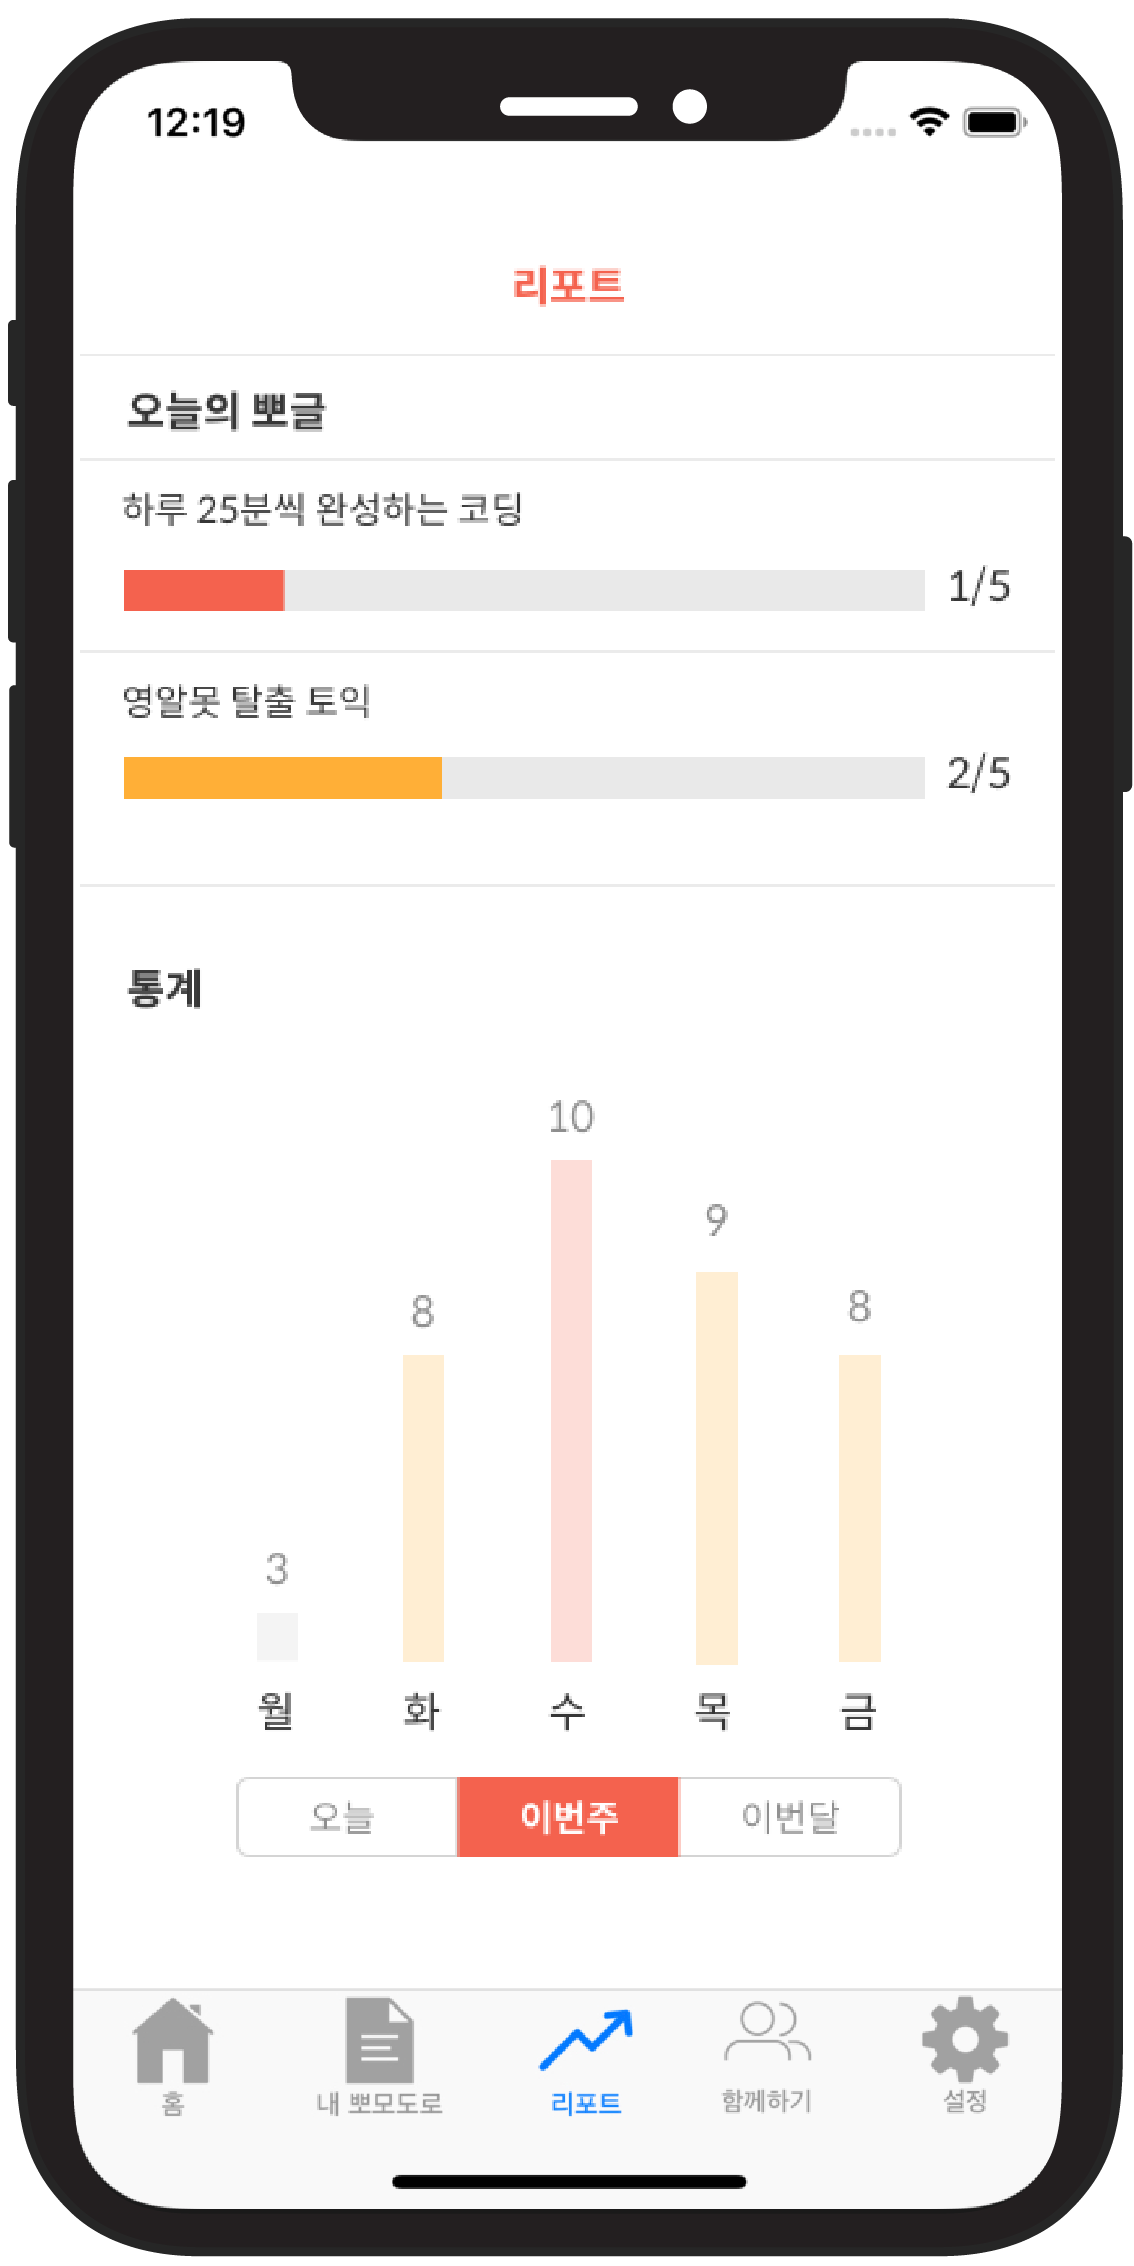 12:19
리포트
오늘의 뽀글
하루 25분씩 완성하는 코딩
1/5
영알못 탈출 토익
2/5
통계
3 8 10 9 8
월 화 수 목 금
오늘 이번주 이번달
홈 내 뽀모도로 리포트 함께하기 설정